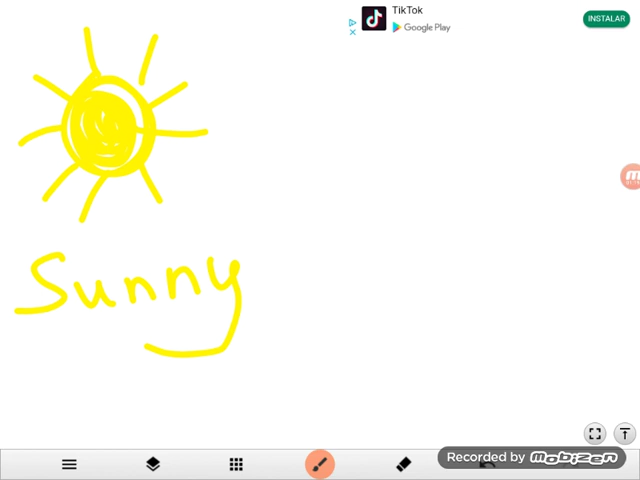 TikTok
Google Play
INSTALAR
Sunny
Recorded by mobizen